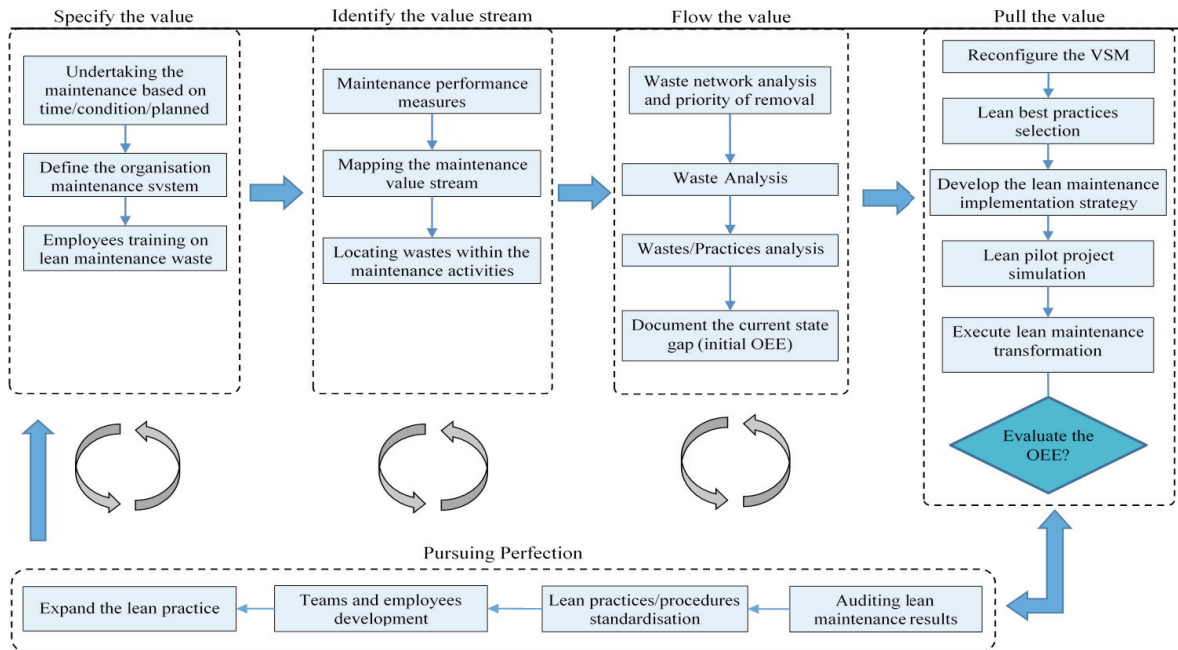 Specify the value
Identify the value stream
Flow the value
Pull the value
Undertaking the
maintenance based on
time/condition/planned
Define the organisation
maintenance system
Employees training on
lean maintenance waste
Maintenance performance
measures
Mapping the maintenance
value stream
Locating wastes within the
maintenance activities
Waste network analysis
and priority of removal
Waste Analysis
Wastes/Practices analysis
Document the current state
gap (initial OEE)
Reconfigure the VSM
Lean best practices
selection
Develop the lean maintenance
implementation strategy
Lean pilot project
simulation
Execute lean maintenance
transformation
Evaluate the
OEE?
Pursuing Perfection
Expand the lean practice
Teams and employees
development
Lean practices/procedures
standardisation
Auditing lean
maintenance results